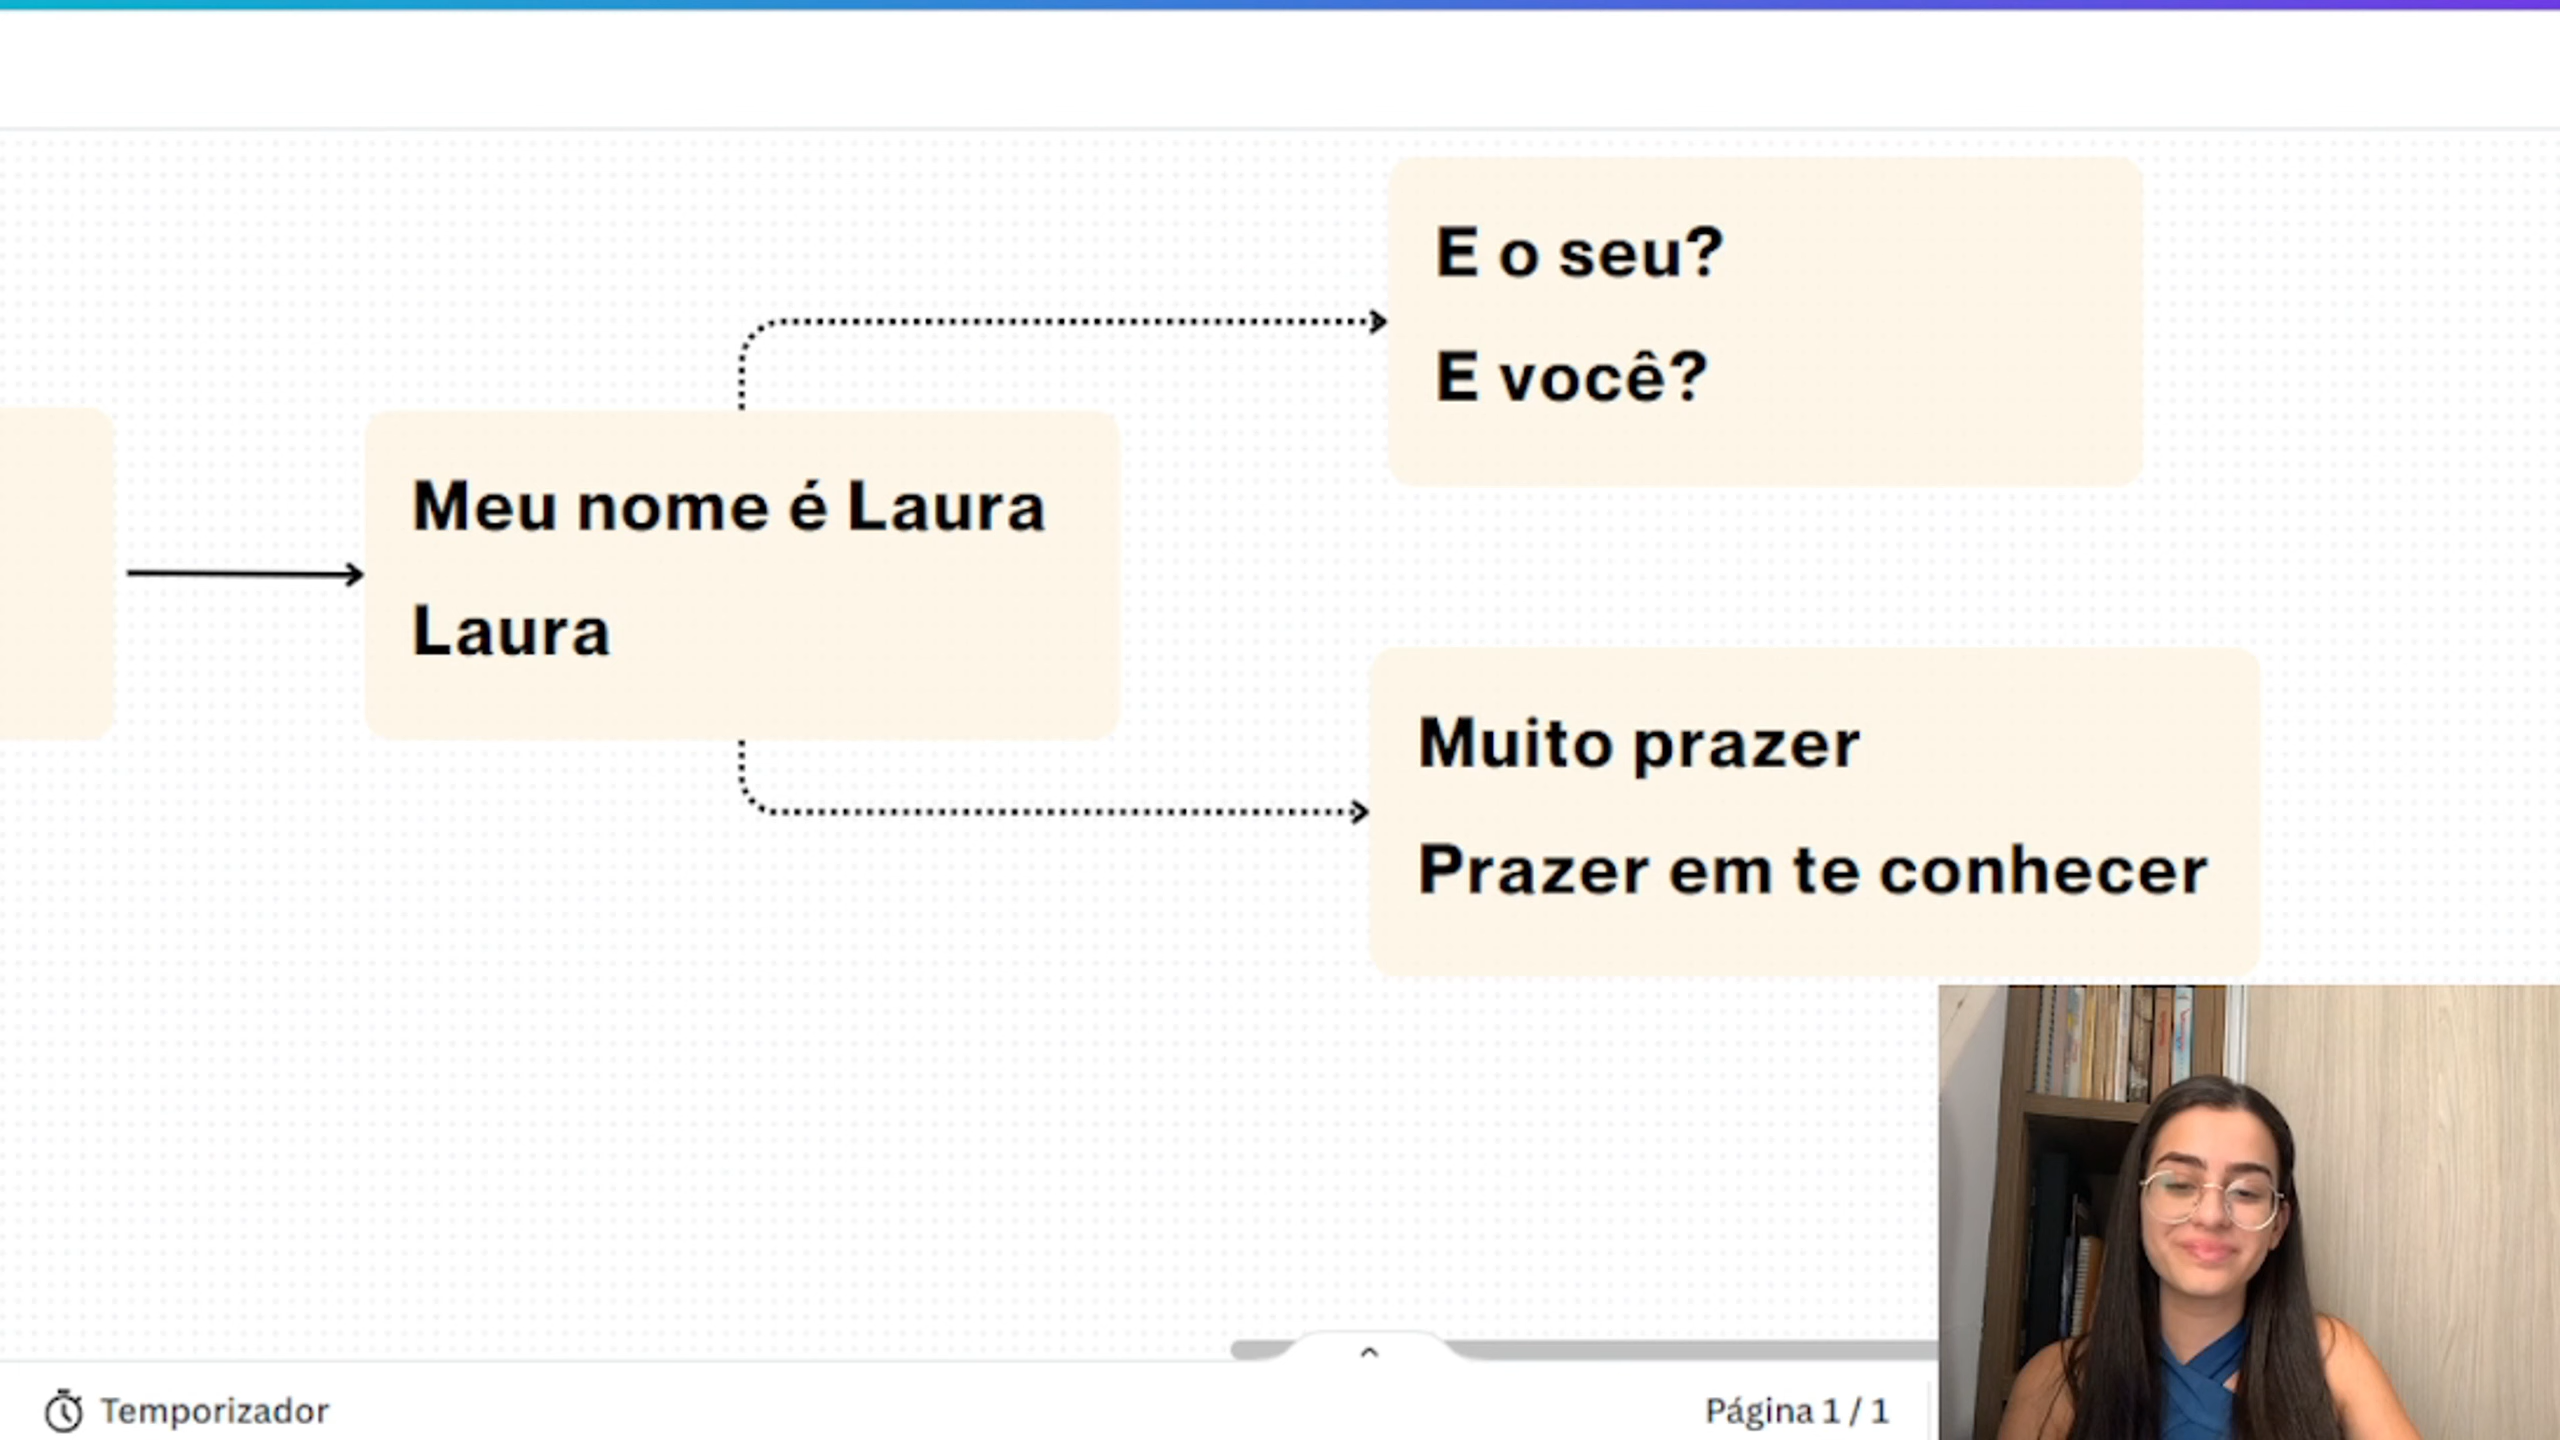 E o seu?
E você?
Meu nome é Laura
Laura
Muito prazer
Prazer em te conhecer
Temporizador
Página 1 / 1